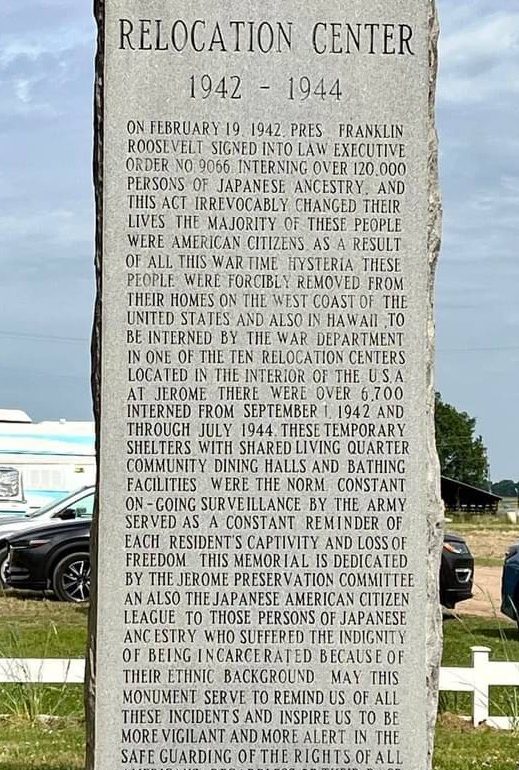 RELOCATION CENTER
1942 - 1944
ON FEBRUARY 19, 1942, PRES FRANKLIN
ROOSEVELT SIGNED INTO LAW EXECUTIVE
ORDER NO. 9066 INTERNING OVER 120,000
PERSONS OF JAPANESE ANCESTRY, AND
THIS ACT IRREVOCABLY CHANGED THEIR
LIVES THE MAJORITY OF THESE PEOPLE
WERE AMERICAN CITIZENS AS A RESULT
OF ALL THIS WAR TIME HYSTERIA THESE
PEOPLE WERE FORCIBLY REMOVED FROM
THEIR HOMES ON THE WEST COAST OF THE
UNITED STATES AND ALSO IN HAWAII ,TO
BE INTERNED BY THE WAR DEPARTMENT
IN ONE OF THE TEN RELOCATION CENTERS
LOCATED IN THE INTERIOR OF THE U.S.A
AT JEROME THERE WERE OVER 6,700
INTERNED FROM SEPTEMBER 1, 1942 AND
THROUGH JULY 1944. THESE TEMPORARY
SHELTERS WITH SHARED LIVING QUARTER
COMMUNITY DINING HALLS AND BATHING
FACILITIES WERE THE NORM CONSTANT
ON-GOING SURVEILLANCE BY THE ARMY
SERVED AS A CONSTANT REMINDER OF
EACH RESIDENT'S CAPTIVITY AND LOSS OF
FREEDOM THIS MEMORIAL IS DEDICATED
BY THE JEROME PRESERVATION COMMITTEE
AN ALSO THE JAPANESE AMERICAN CITIZEN
LEAGUE TO THOSE PERSONS OF JAPANESE
ANCESTRY WHO SUFFERED THE INDIGNITY
OF BEING INCARCERATED BECAUSE OF
THEIR ETHNIC BACKGROUND MAY THIS
MONUMENT SERVE TO REMIND US OF ALL
THESE INCIDENTS AND INSPIRE US TO BE
MORE VIGILANT AND MORE ALERT IN THE
SAFE GUARDING OF THE RIGHTS OF ALL